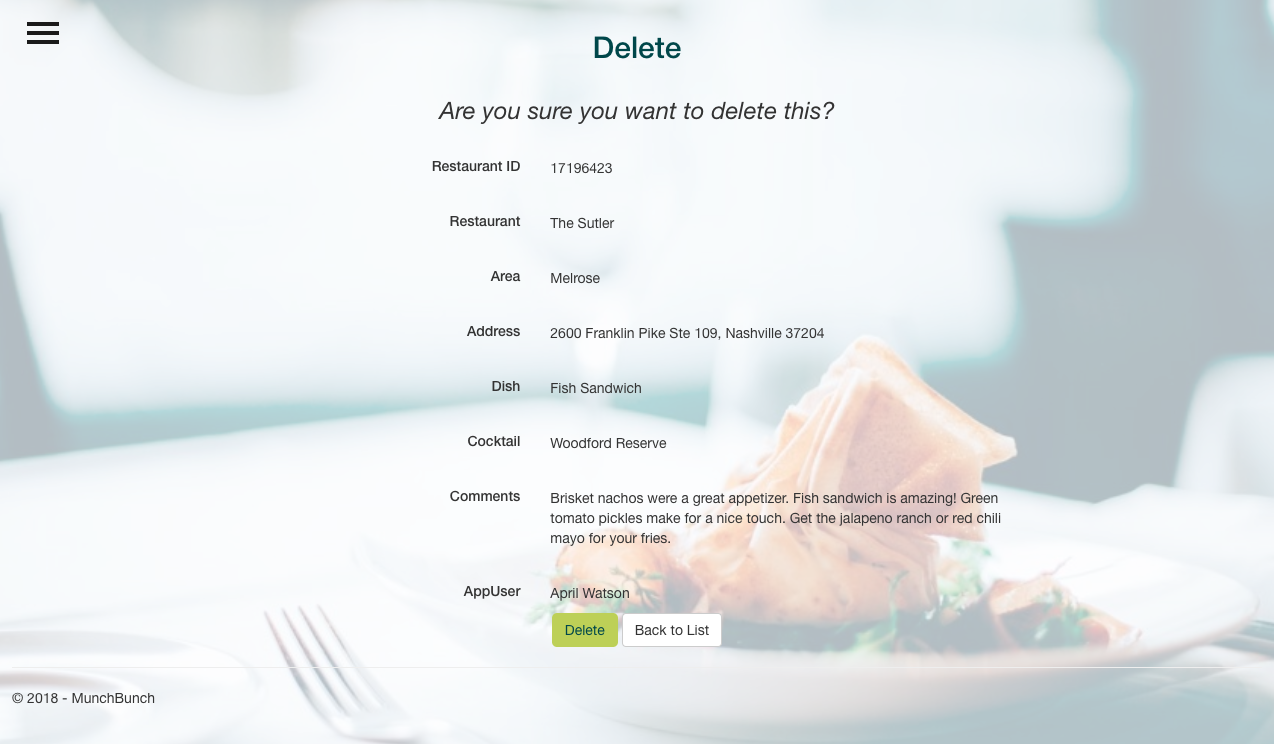 Delete
Are you sure you want to delete this?
Restaurant ID 17196423
Restaurant The Sutler
Area Melrose
Address 2600 Franklin Pike Ste 109, Nashville 37204
Dish Fish Sandwich
Cocktail Woodford Reserve
Comments Brisket nachos were a great appetizer. Fish sandwich is amazing! Green
tomato pickles make for a nice touch. Get the jalapeno ranch or red chili
mayo for your fries.
AppUser April Watson
Delete Back to List
© 2018 - MunchBunch